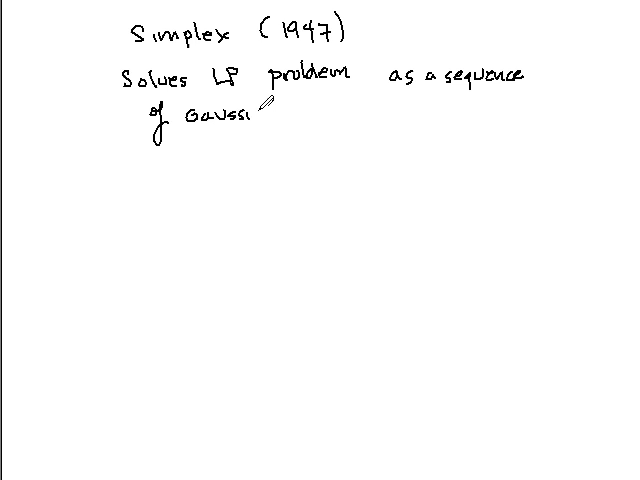 Simplex (1947)
Solves LP problem as a sequence
of Gaussi